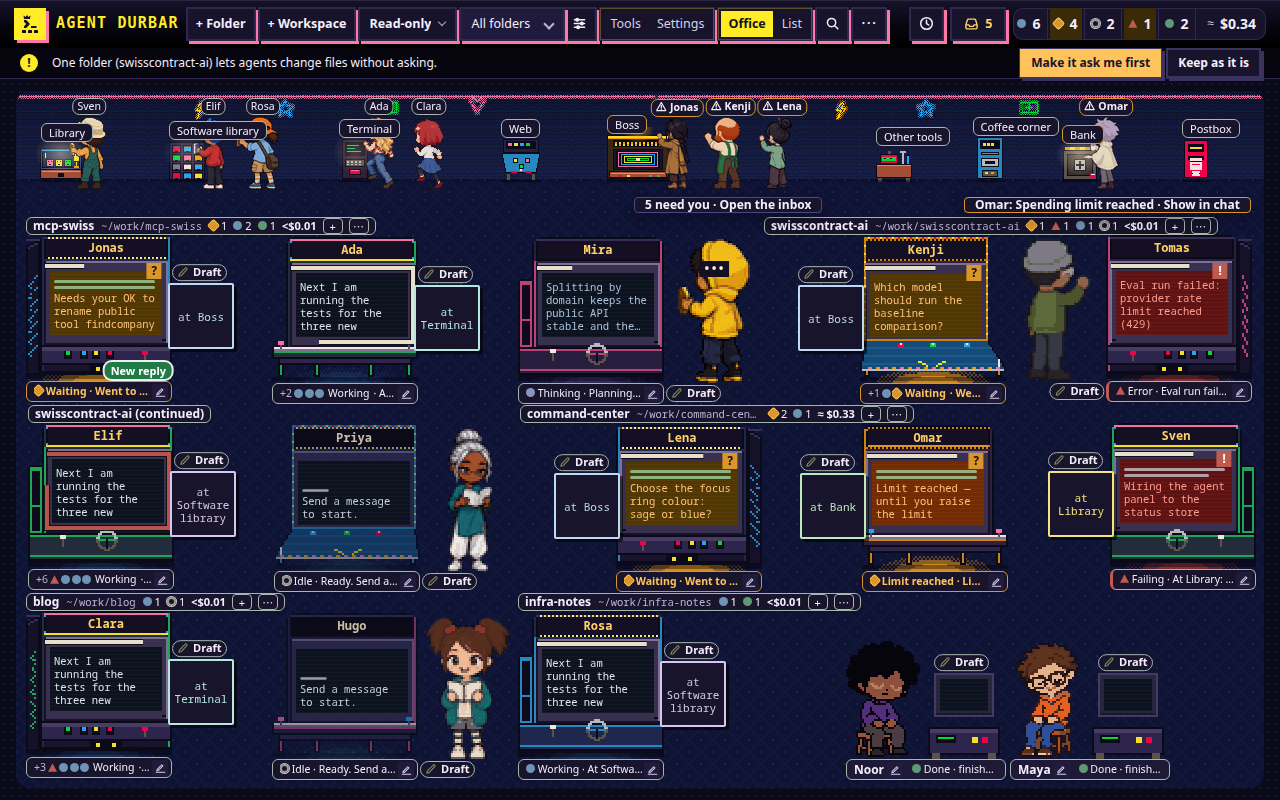 AGENT DURBAR
+ Folder
+ Workspace
Read-only
All folders
Tools
Settings
Office
List
5
6
4
2
1
2
≈ $0.34
One folder (swisscontract-ai) lets agents change files without asking.
Make it ask me first
Keep as it is
Sven
Elif
Rosa
Ada
Clara
Jonas
Kenji
Lena
Omar
Library
Software library
Terminal
Web
Boss
Other tools
Coffee corner
Bank
Postbox
5 need you · Open the inbox
Omar: Spending limit reached · Show in chat
mcp-swiss ~/work/mcp-swiss 1 2 1 <$0.01 + ...
swisscontract-ai ~/work/swisscontract-ai 1 1 1 1 <$0.01 + ...
Jonas
?
Needs your OK to
rename public
tool findcompany
Draft
at Boss
New reply
Waiting · Went to ...
Ada
Next I am
running the
tests for the
three new
Draft
at
Terminal
+2 Working · A...
Mira
Splitting by
domain keeps the
public API
stable and the…
...
Thinking · Planning...
Draft
Draft
at Boss
Kenji
?
Which model
should run the
baseline
comparison?
+1 Waiting · We...
Tomas
!
Eval run failed:
provider rate
limit reached
(429)
Draft
Error · Eval run fail...
swisscontract-ai (continued)
command-center ~/work/command-cen... 2 1 ≈ $0.33 + ...
Elif
Next I am
running the
tests for the
three new
Draft
at
Software
library
+6 Working ·...
Priya
Send a message
to start.
Idle · Ready. Send a...
Draft
Draft
at Boss
Lena
?
Choose the focus
ring colour:
sage or blue?
Waiting · Went to ...
Draft
at Bank
Omar
?
Limit reached —
until you raise
the limit
Limit reached · Li...
Draft
at
Library
Sven
!
Wiring the agent
panel to the
status store
Failing · At Library: ...
blog ~/work/blog 1 1 <$0.01 + ...
infra-notes ~/work/infra-notes 1 1 <$0.01 + ...
Clara
Next I am
running the
tests for the
three new
Draft
at
Terminal
+3 Working ·...
Hugo
Send a message
to start.
Idle · Ready. Send a...
Draft
Rosa
Next I am
running the
tests for the
three new
Draft
at
Software
library
Working · At Softwa...
Draft
Noor
Done · finish...
Draft
Maya
Done · finish...